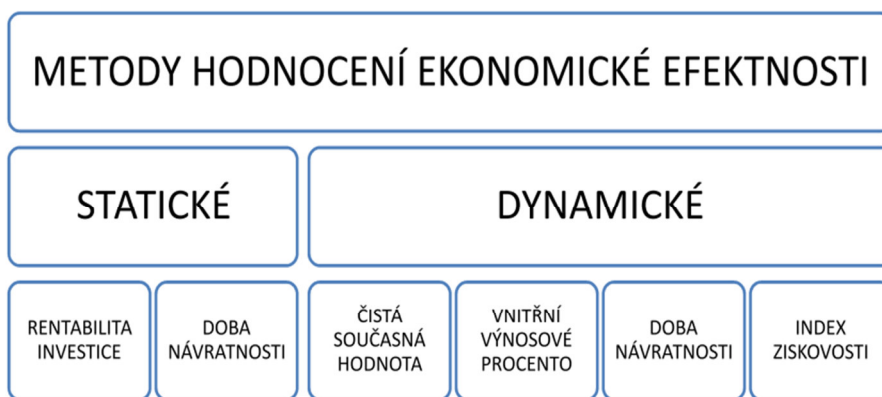 METODY HODNOCENÍ EKONOMICKÉ EFEKTNOSTI
STATICKÉ
DYNAMICKÉ
RENTABILITA
INVESTICE
DOBA
NÁVRATNOSTI
ČISTÁ
SOUČASNÁ
HODNOTA
VNITŘNÍ
VÝNOSOVÉ
PROCENTO
DOBA
NÁVRATNOSTI
INDEX
ZISKOVOSTI